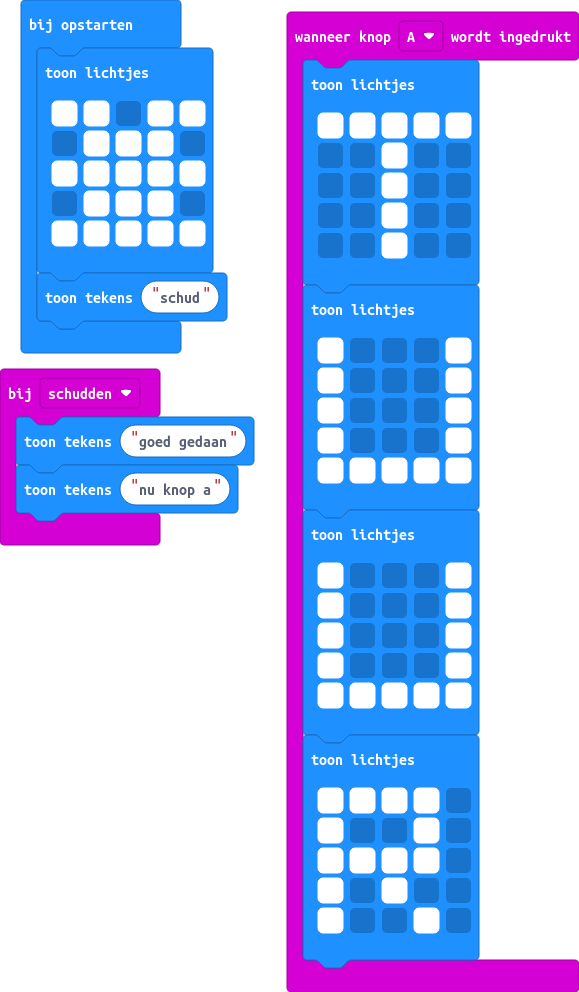 bij opstarten
toon lichtjes
toon tekens "schud"
bij schudden
toon tekens "goed gedaan"
toon tekens "nu knop a"
wanneer knop A wordt ingedrukt
toon lichtjes
toon lichtjes
toon lichtjes
toon lichtjes